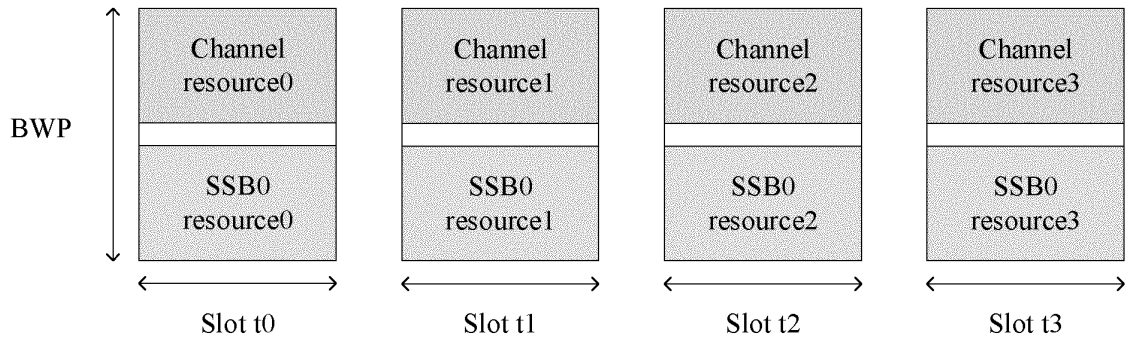 Channel
resource0
Channel
resource1
Channel
resource2
Channel
resource3
BWP
SSB0
resource0
SSB0
resource1
SSB0
resource2
SSB0
resource3
Slot t0
Slot t1
Slot t2
Slot t3